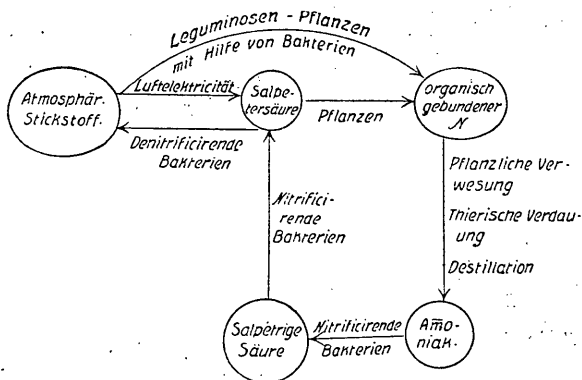 Leguminosen - Pflanzen
mit Hilfe von Bakterien
Atmosphär.
Stickstoff.
Luftelektricität.
Salpe-
tersäure
Pflanzen
organisch
gebundener
N
Denitrificirende
Bakterien
Nitrifici-
rende
Bakterien
Pflanzliche Ver-
wesung
Thierische Verdau-
ung
Destillation
Salpetrige
Säure
Nitrificirende
Bakterien
Am̄o-
niak.